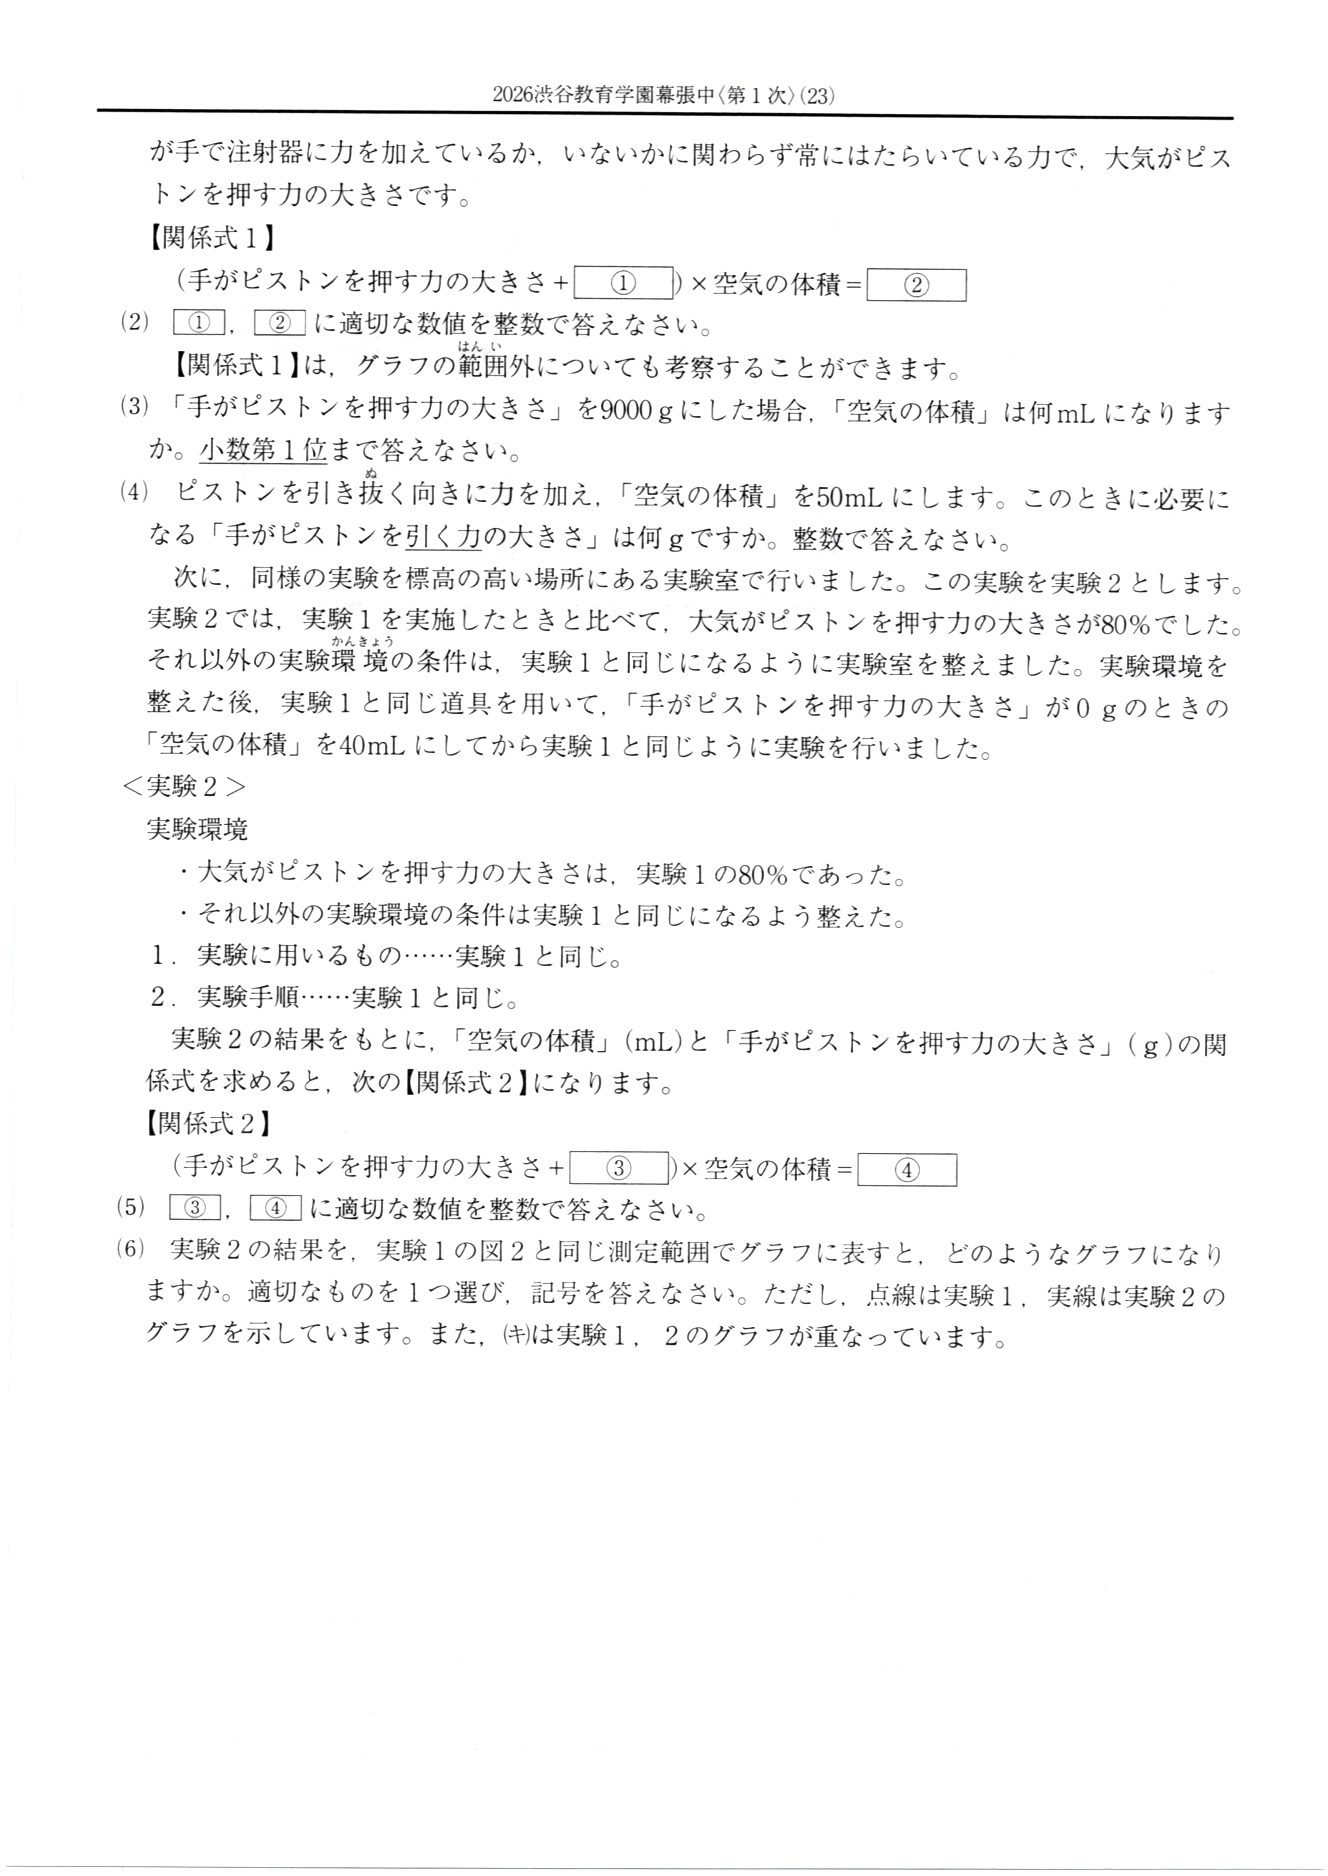 2026渋谷教育学園幕張中〈第1次〉(23)
が手で注射器に力を加えているか，いないかに関わらず常にはたらいている力で，大気がピス
トンを押す力の大きさです。
【関係式1】
(手がピストンを押す力の大きさ+ ① )×空気の体積= ②
(2) ①，② に適切な数値を整数で答えなさい。
はんい
【関係式1】は，グラフの範囲外についても考察することができます。
(3) 「手がピストンを押す力の大きさ」を9000gにした場合，「空気の体積」は何mLになります
か。小数第1位まで答えなさい。
ぬ
(4) ピストンを引き抜く向きに力を加え，「空気の体積」を50mLにします。このときに必要に
なる「手がピストンを引く力の大きさ」は何gですか。整数で答えなさい。
次に，同様の実験を標高の高い場所にある実験室で行いました。この実験を実験2とします。
実験2では，実験1を実施したときと比べて，大気がピストンを押す力の大きさが80%でした。
かんきょう
それ以外の実験環境の条件は，実験1と同じになるように実験室を整えました。実験環境を
整えた後，実験1と同じ道具を用いて，「手がピストンを押す力の大きさ」が0gのときの
「空気の体積」を40mLにしてから実験1と同じように実験を行いました。
＜実験2＞
実験環境
・大気がピストンを押す力の大きさは，実験1の80%であった。
・それ以外の実験環境の条件は実験1と同じになるよう整えた。
1．実験に用いるもの……実験1と同じ。
2．実験手順……実験1と同じ。
実験2の結果をもとに，「空気の体積」(mL)と「手がピストンを押す力の大きさ」(g)の関
係式を求めると，次の【関係式2】になります。
【関係式2】
(手がピストンを押す力の大きさ+ ③ )×空気の体積= ④
(5) ③，④ に適切な数値を整数で答えなさい。
(6) 実験2の結果を，実験1の図2と同じ測定範囲でグラフに表すと，どのようなグラフになり
ますか。適切なものを1つ選び，記号を答えなさい。ただし，点線は実験1，実線は実験2の
グラフを示しています。また，(キ)は実験1，2のグラフが重なっています。